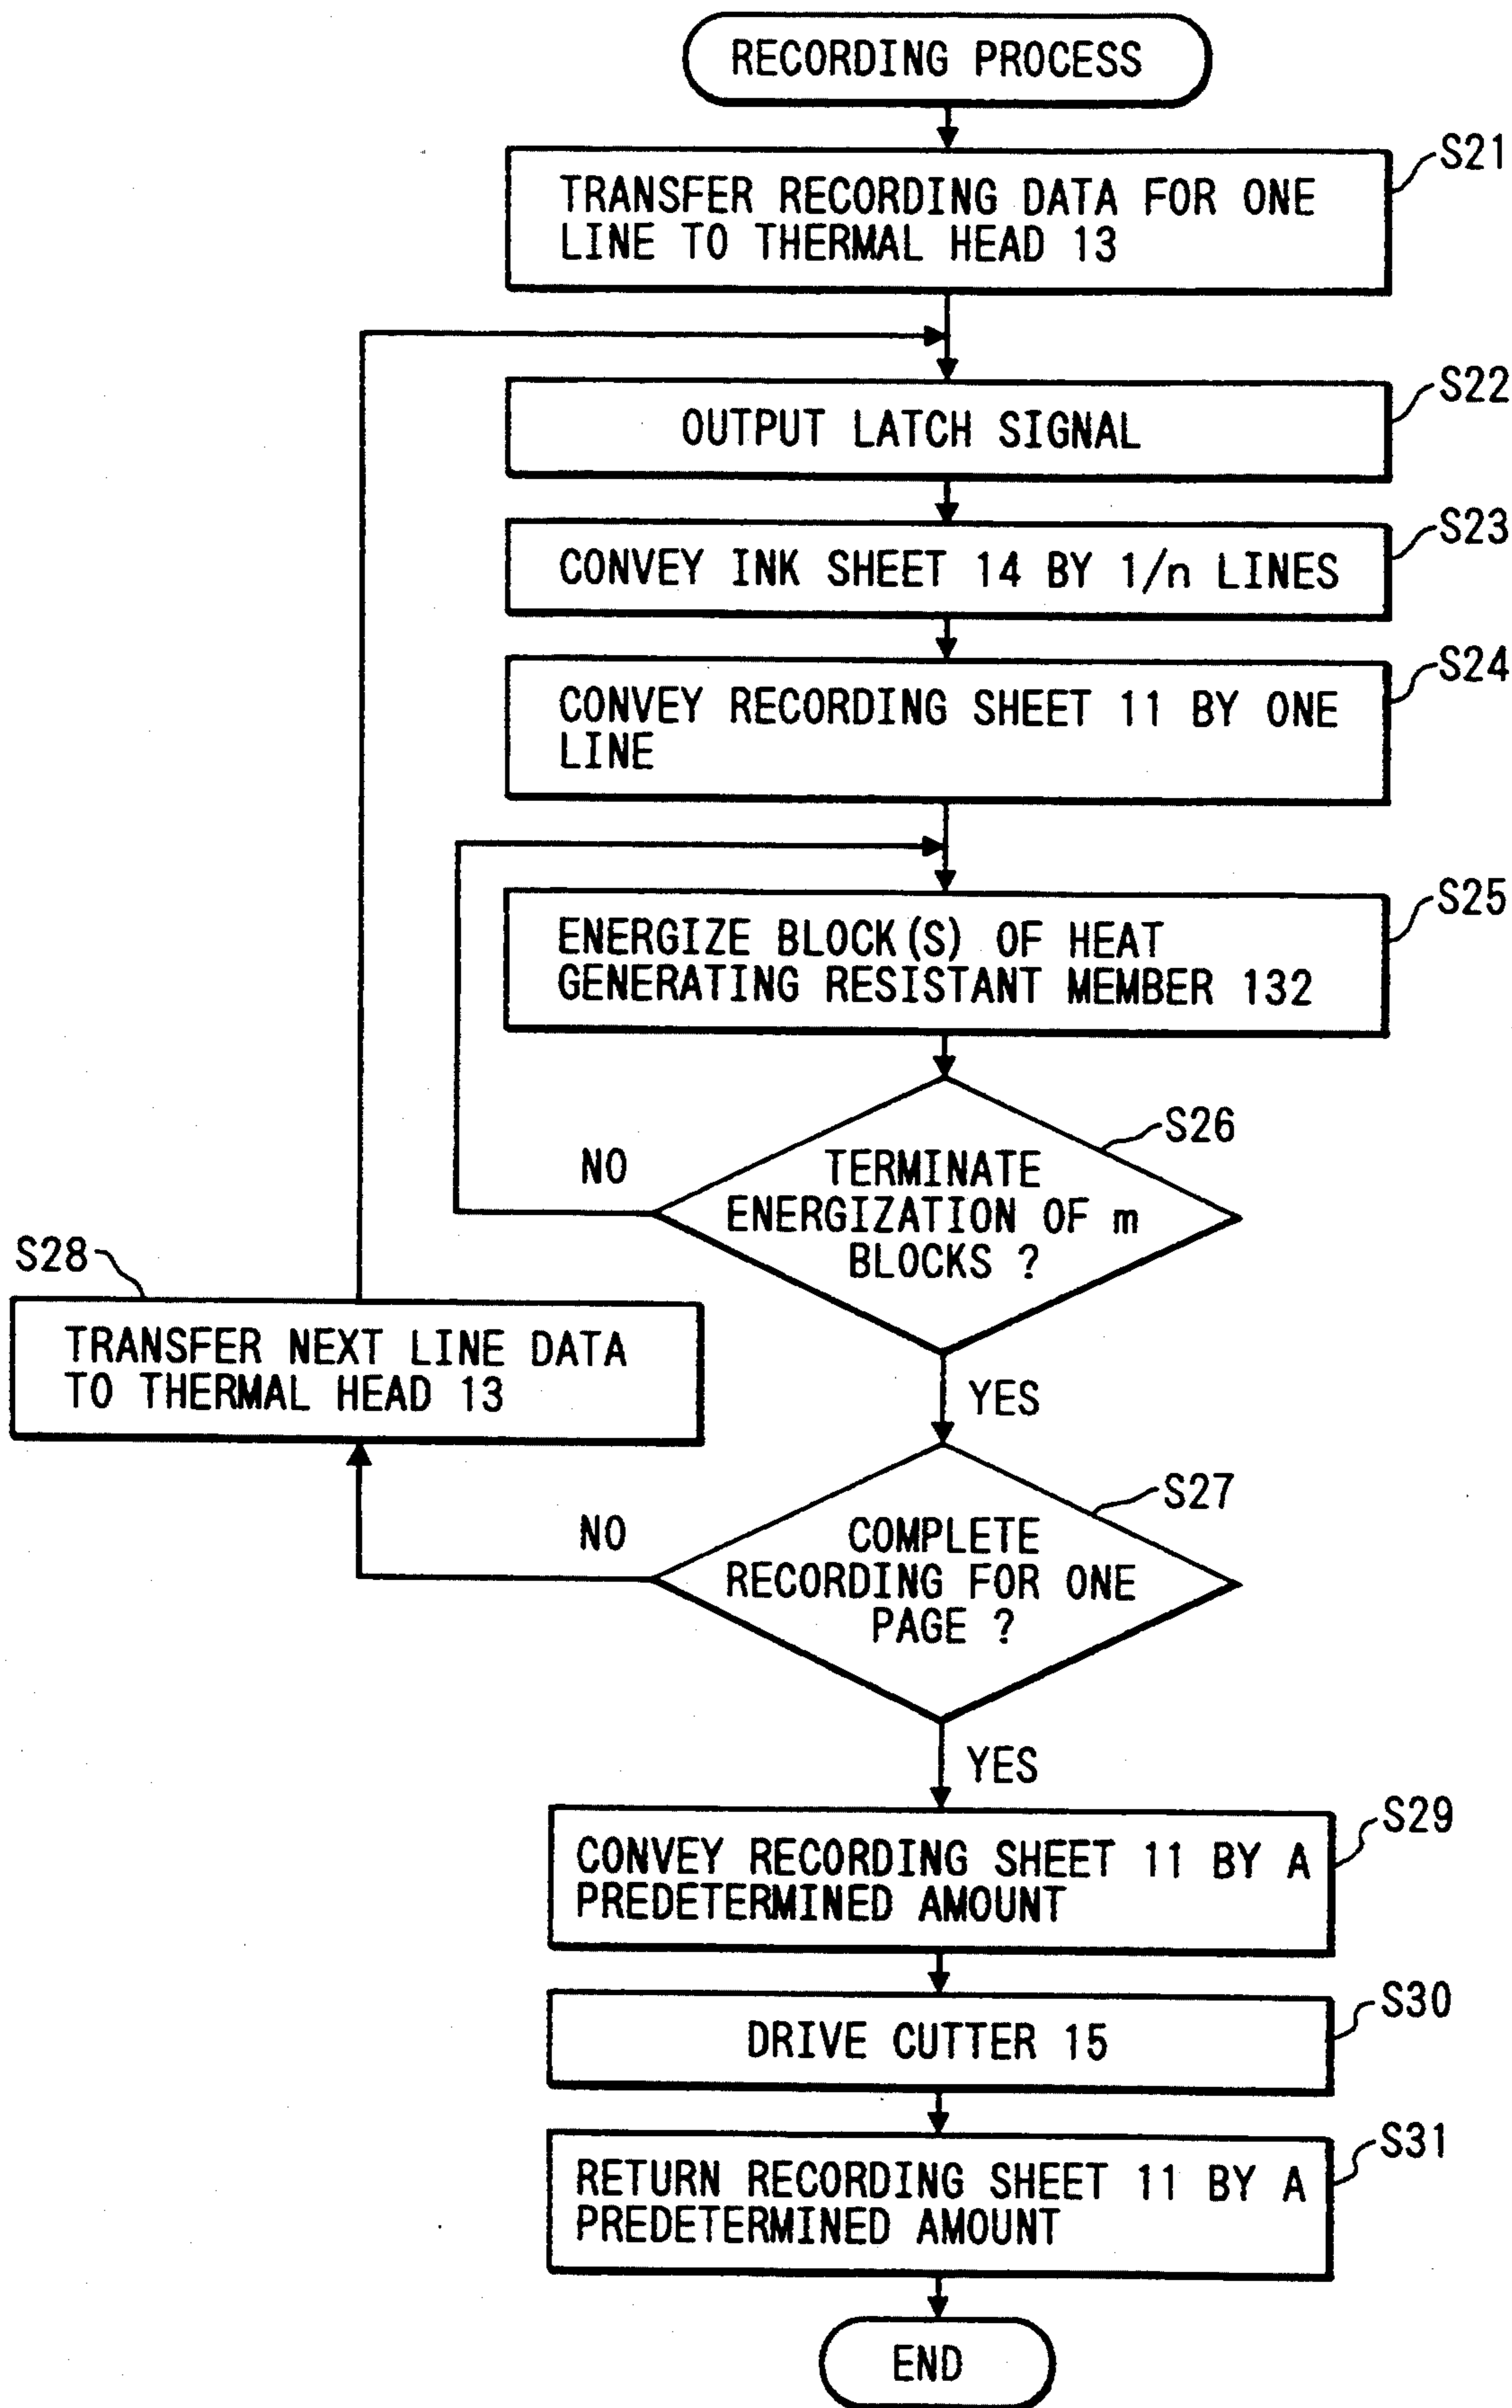 RECORDING PROCESS
S21
TRANSFER RECORDING DATA FOR ONE
LINE TO THERMAL HEAD 13
S22
OUTPUT LATCH SIGNAL
S23
CONVEY INK SHEET 14 BY 1/n LINES
S24
CONVEY RECORDING SHEET 11 BY ONE
LINE
S25
ENERGIZE BLOCK(S) OF HEAT
GENERATING RESISTANT MEMBER 132
S26
NO
TERMINATE
ENERGIZATION OF m
BLOCKS ?
S28
TRANSFER NEXT LINE DATA
TO THERMAL HEAD 13
YES
S27
NO
COMPLETE
RECORDING FOR ONE
PAGE ?
YES
S29
CONVEY RECORDING SHEET 11 BY A
PREDETERMINED AMOUNT
S30
DRIVE CUTTER 15
S31
RETURN RECORDING SHEET 11 BY A
PREDETERMINED AMOUNT
END